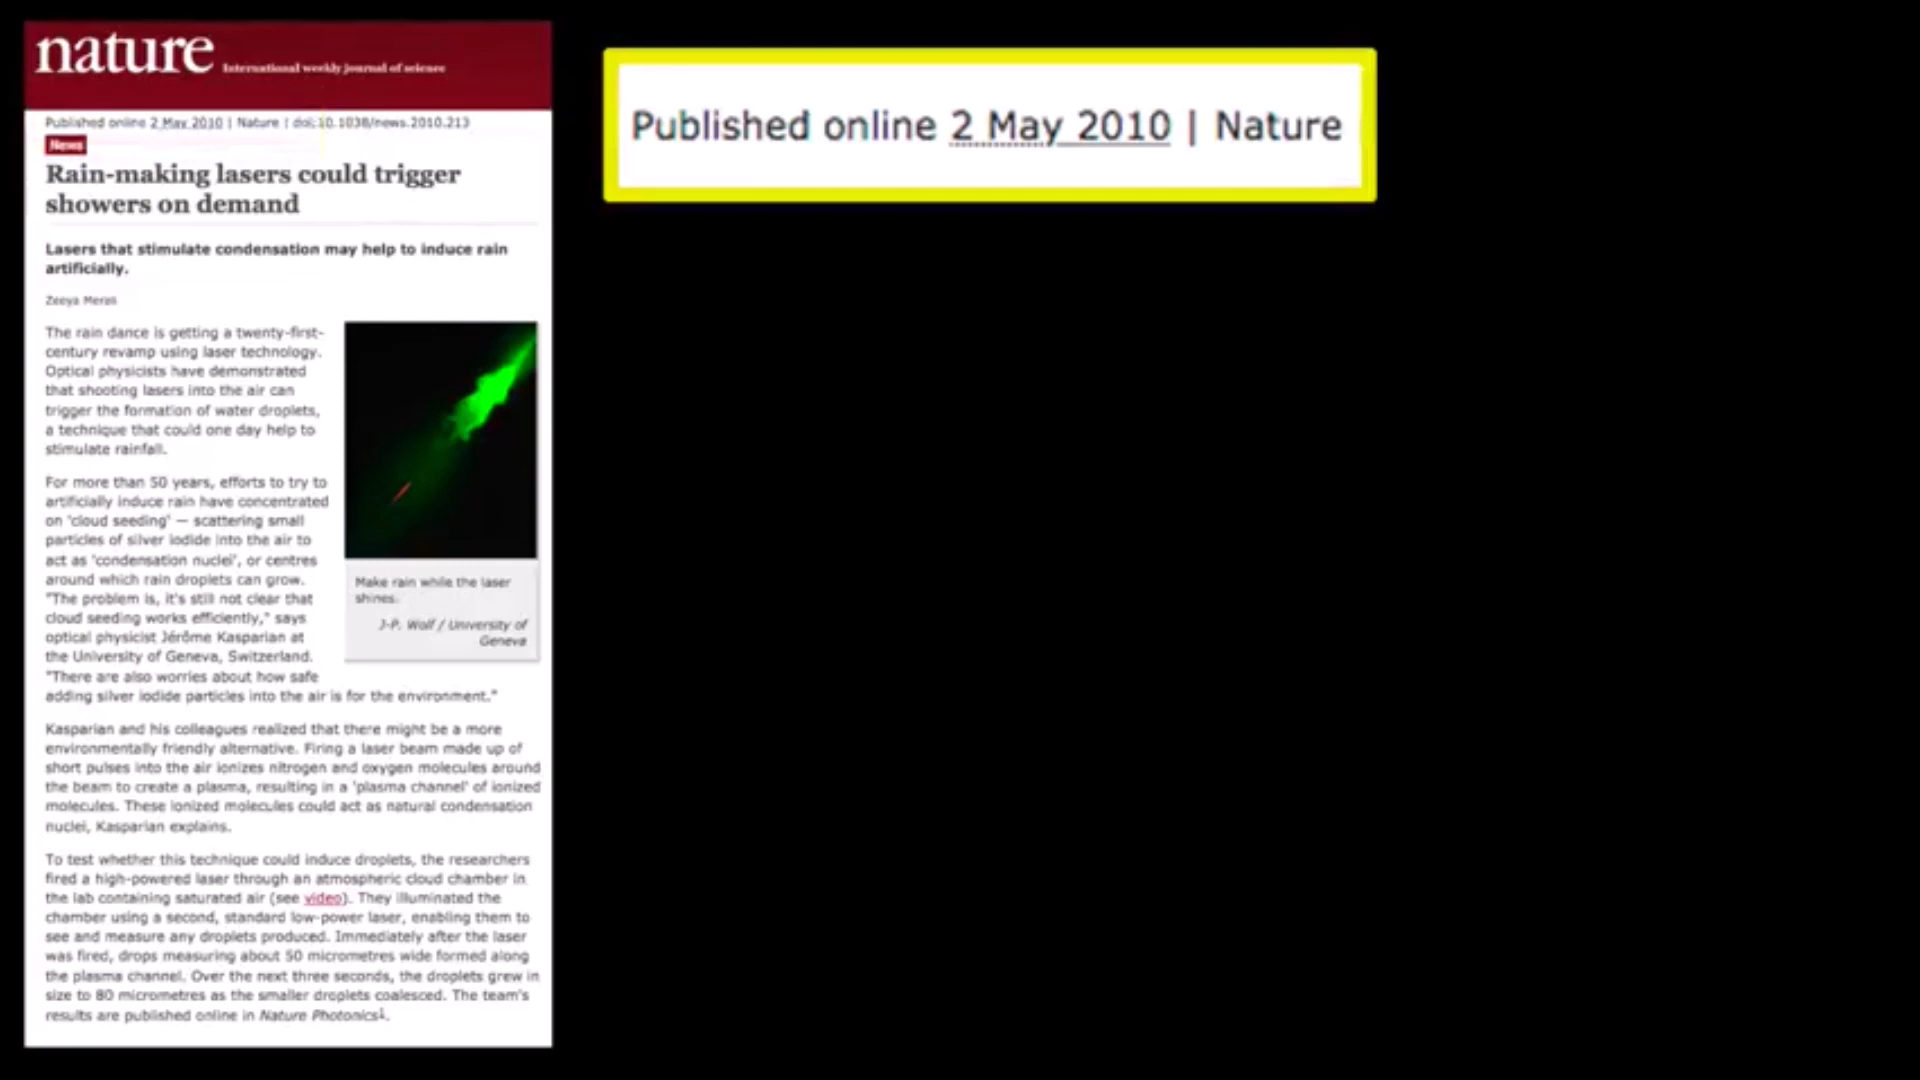 nature International weekly journal of science
Published online 2 May 2010 | Nature | doi:10.1038/news.2010.213
News
Rain-making lasers could trigger
showers on demand
Lasers that stimulate condensation may help to induce rain
artificially.
Zeeya Merali
The rain dance is getting a twenty-first-
century revamp using laser technology.
Optical physicists have demonstrated
that shooting lasers into the air can
trigger the formation of water droplets,
a technique that could one day help to
stimulate rainfall.
For more than 50 years, efforts to try to
artificially induce rain have concentrated
on 'cloud seeding' — scattering small
particles of silver iodide into the air to
act as 'condensation nuclei', or centres
around which rain droplets can grow.
"The problem is, it's still not clear that
cloud seeding works efficiently," says
optical physicist Jérôme Kasparian at
the University of Geneva, Switzerland.
"There are also worries about how safe
adding silver iodide particles into the air is for the environment."
Make rain while the laser
shines.
J-P. Wolf / University of
Geneva
Kasparian and his colleagues realized that there might be a more
environmentally friendly alternative. Firing a laser beam made up of
short pulses into the air ionizes nitrogen and oxygen molecules around
the beam to create a plasma, resulting in a 'plasma channel' of ionized
molecules. These ionized molecules could act as natural condensation
nuclei, Kasparian explains.
To test whether this technique could induce droplets, the researchers
fired a high-powered laser through an atmospheric cloud chamber in
the lab containing saturated air (see video). They illuminated the
chamber using a second, standard low-power laser, enabling them to
see and measure any droplets produced. Immediately after the laser
was fired, drops measuring about 50 micrometres wide formed along
the plasma channel. Over the next three seconds, the droplets grew in
size to 80 micrometres as the smaller droplets coalesced. The team's
results are published online in Nature Photonics1.
Published online 2 May 2010 | Nature